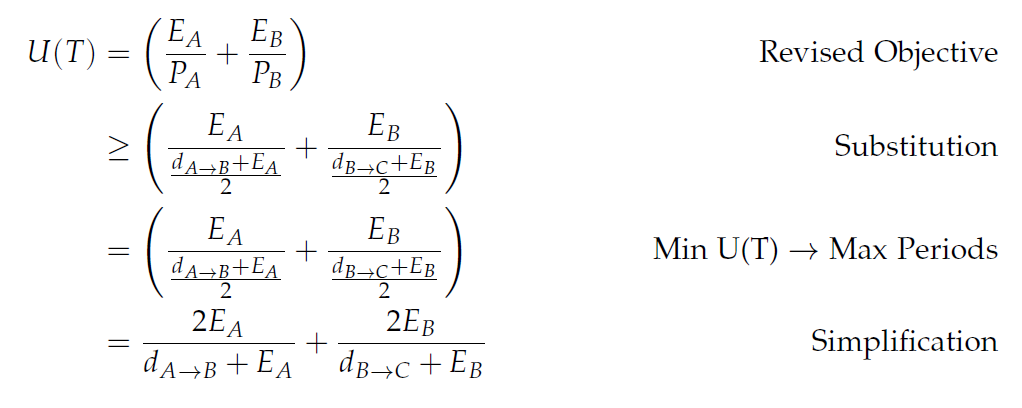 U(T) = (E_A/P_A + E_B/P_B) Revised Objective
≥ (E_A/((d_{A→B}+E_A)/2) + E_B/((d_{B→C}+E_B)/2)) Substitution
= (E_A/((d_{A→B}+E_A)/2) + E_B/((d_{B→C}+E_B)/2)) Min U(T) → Max Periods
= 2E_A/(d_{A→B} + E_A) + 2E_B/(d_{B→C} + E_B) Simplification